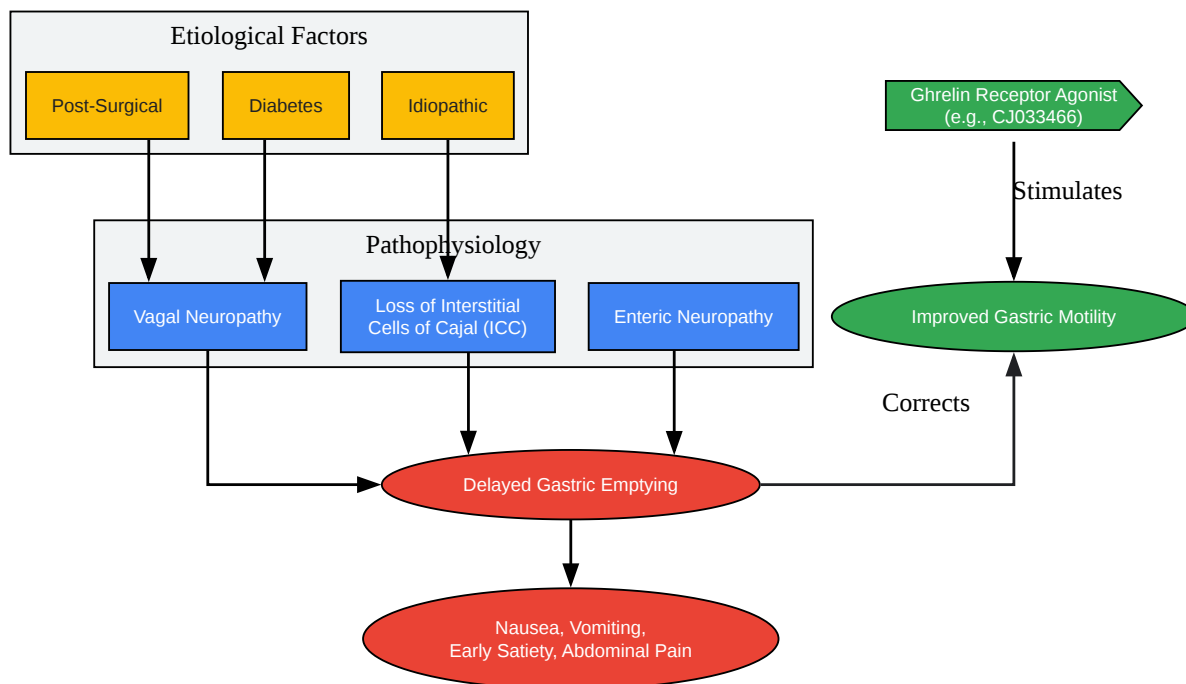 Etiological Factors
Post-Surgical
Diabetes
Idiopathic
Ghrelin Receptor Agonist
(e.g., CJ033466)
Stimulates
Pathophysiology
Vagal Neuropathy
Loss of Interstitial
Cells of Cajal (ICC)
Enteric Neuropathy
Improved Gastric Motility
Corrects
Delayed Gastric Emptying
Nausea, Vomiting,
Early Satiety, Abdominal Pain